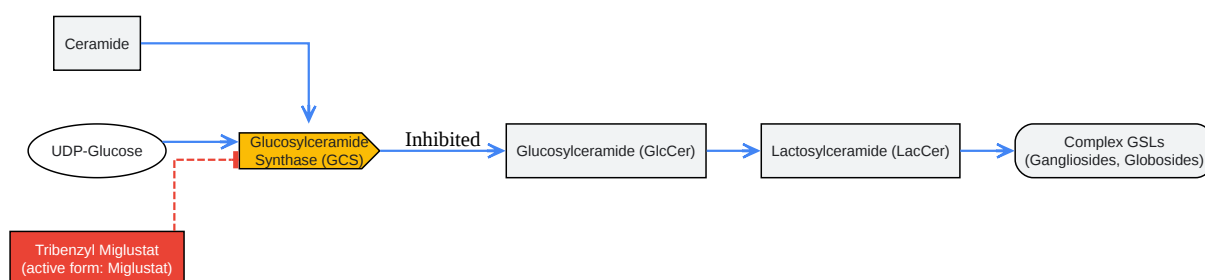 Ceramide
UDP-Glucose
Glucosylceramide
Synthase (GCS)
Inhibited
Glucosylceramide (GlcCer)
Lactosylceramide (LacCer)
Complex GSLs
(Gangliosides, Globosides)
Tribenzyl Miglustat
(active form: Miglustat)